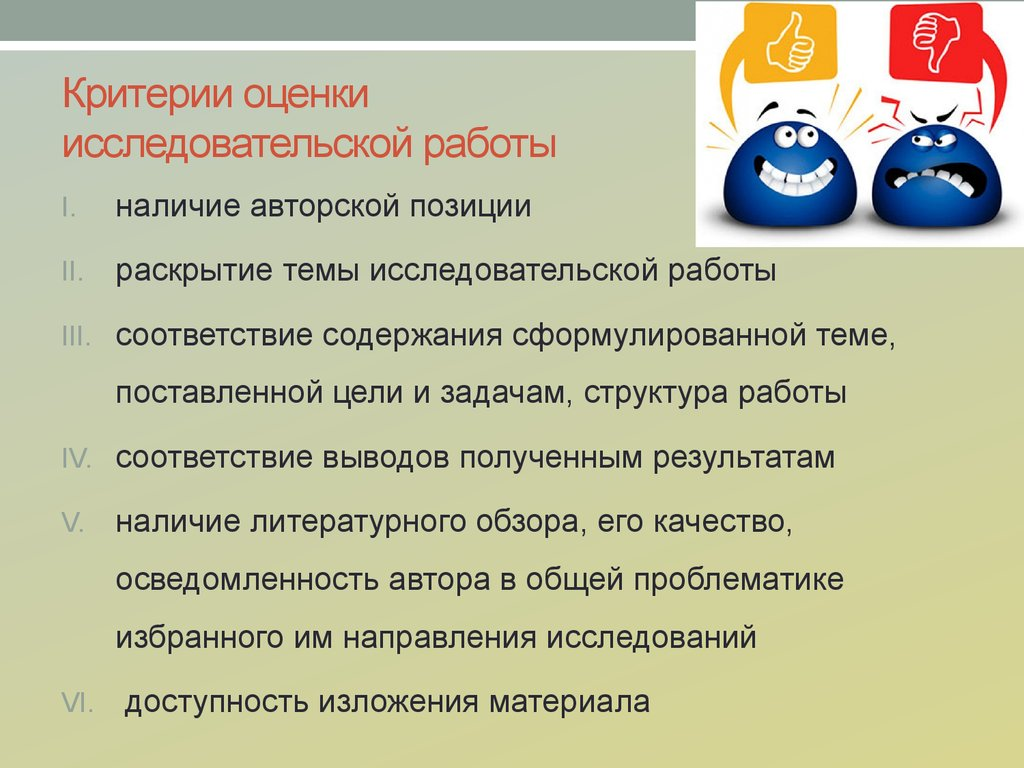 Критерии оценки
исследовательской работы
I. наличие авторской позиции
II. раскрытие темы исследовательской работы
III. соответствие содержания сформулированной теме,
поставленной цели и задачам, структура работы
IV. соответствие выводов полученным результатам
V. наличие литературного обзора, его качество,
осведомленность автора в общей проблематике
избранного им направления исследований
VI. доступность изложения материала